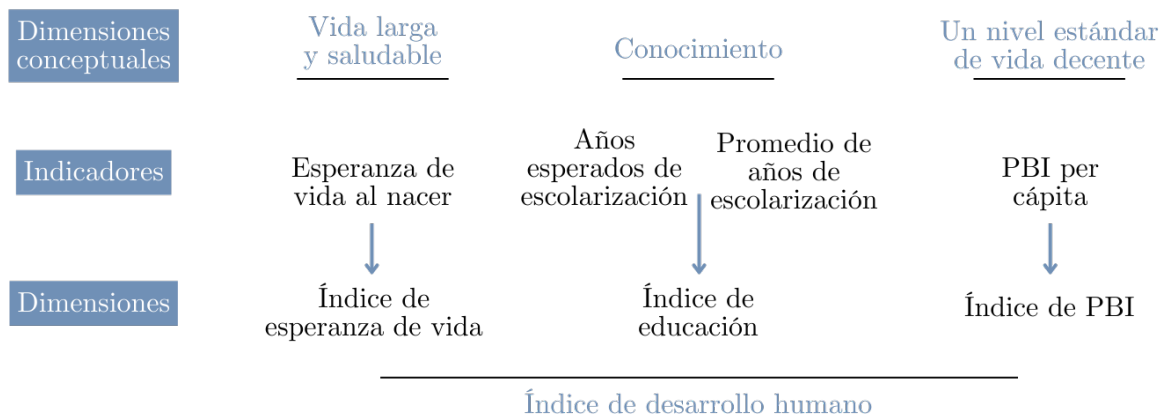 Dimensiones
conceptuales
Vida larga
y saludable
Conocimiento
Un nivel estándar
de vida decente
Indicadores
Esperanza de
vida al nacer
Años
esperados de
escolarización
Promedio de
años de
escolarización
PBI per
cápita
Dimensiones
Índice de
esperanza de vida
Índice de
educación
Índice de PBI
Índice de desarrollo humano